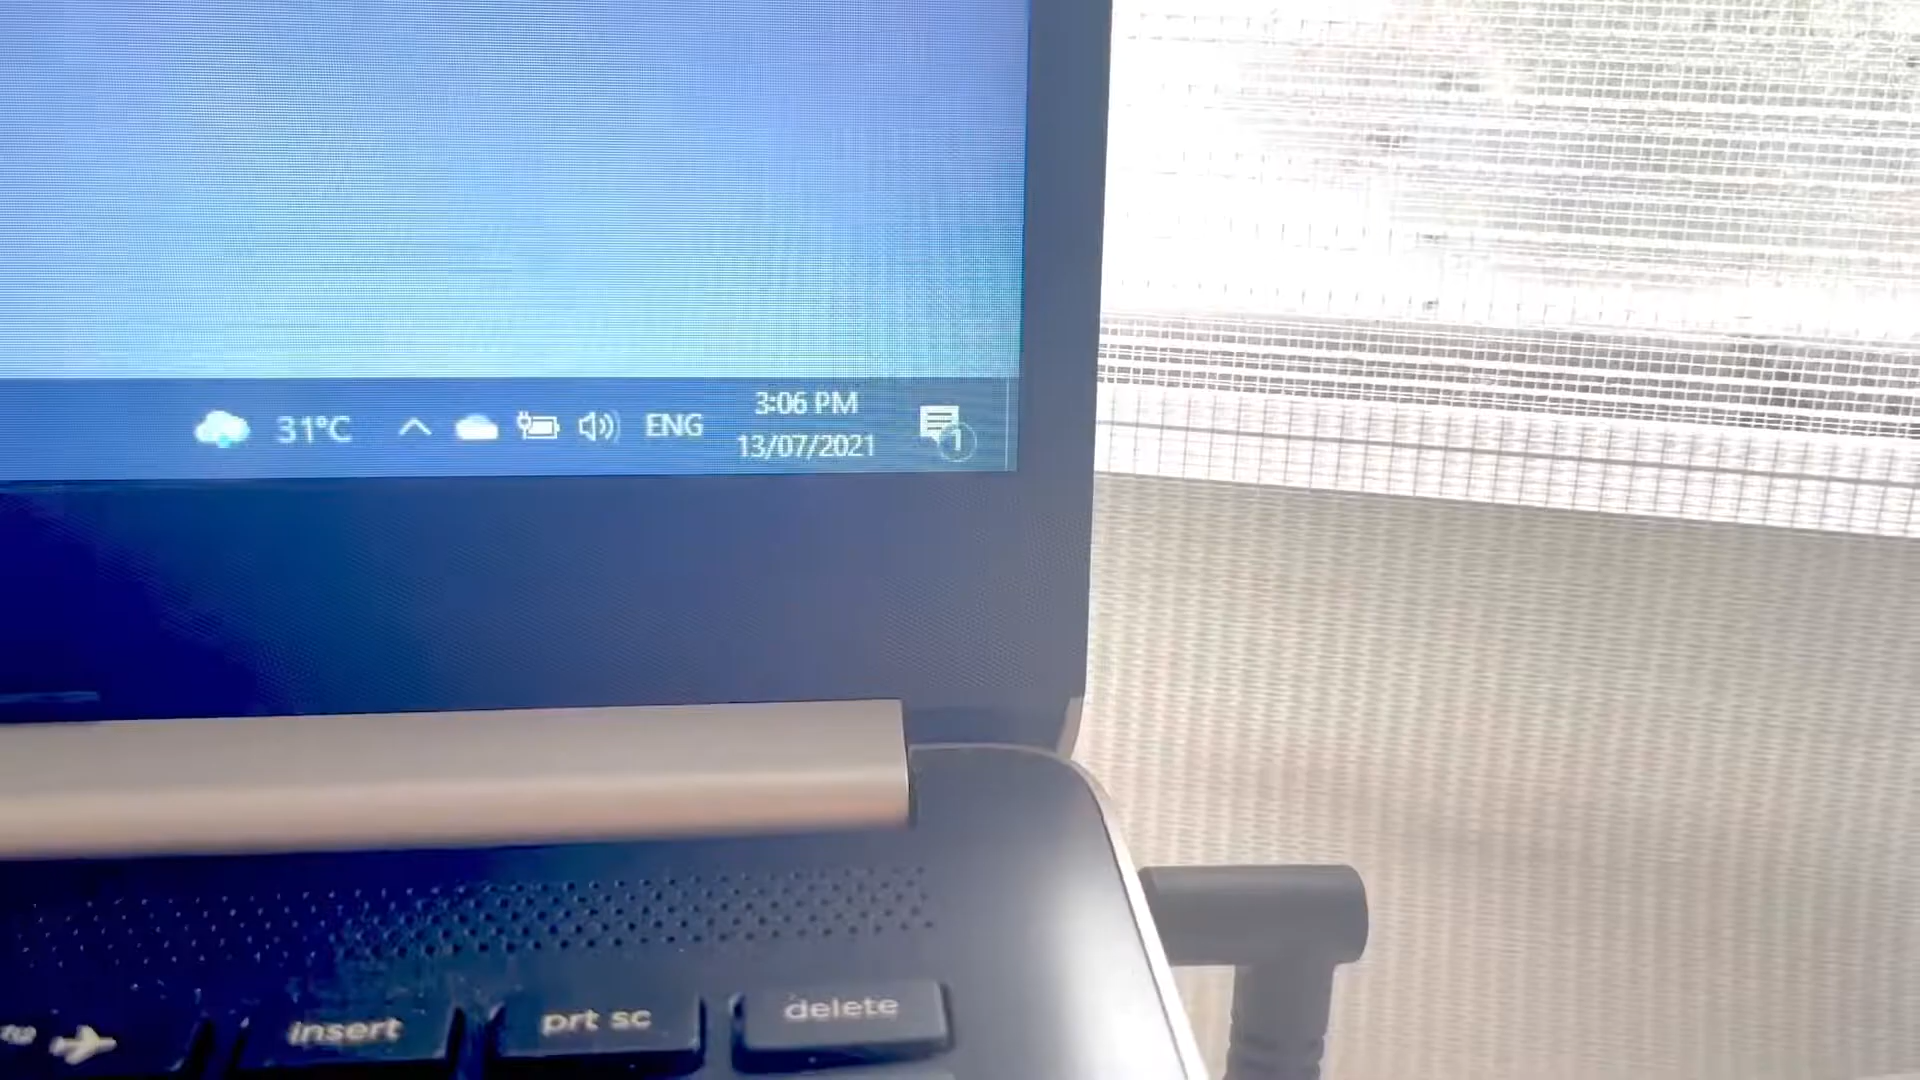 31°C
ENG
3:06 PM
13/07/2021
1
insert
prt sc
delete